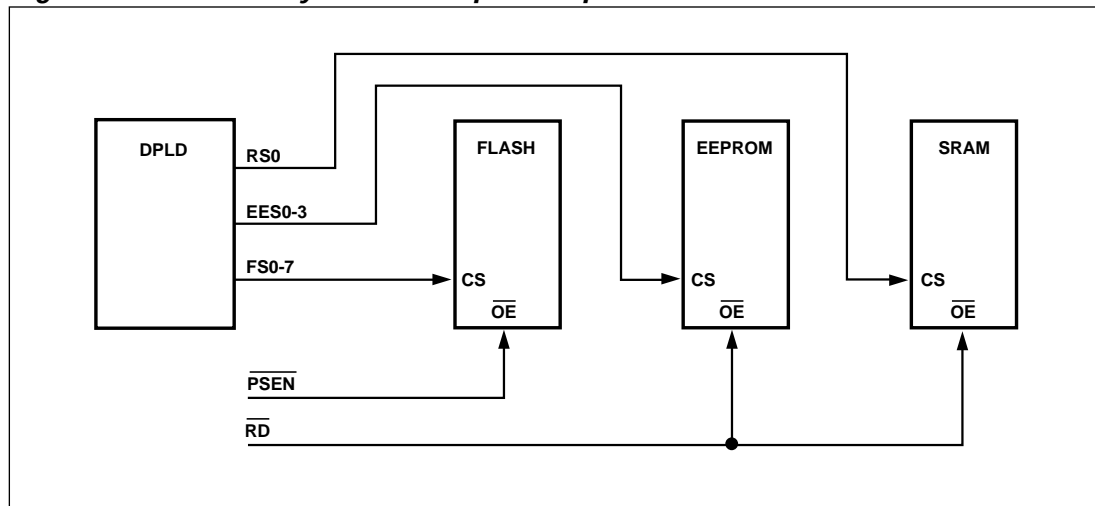 DPLD
RS0
EES0-3
FS0-7
FLASH
CS
OE
EEPROM
CS
OE
SRAM
CS
OE
PSEN
RD